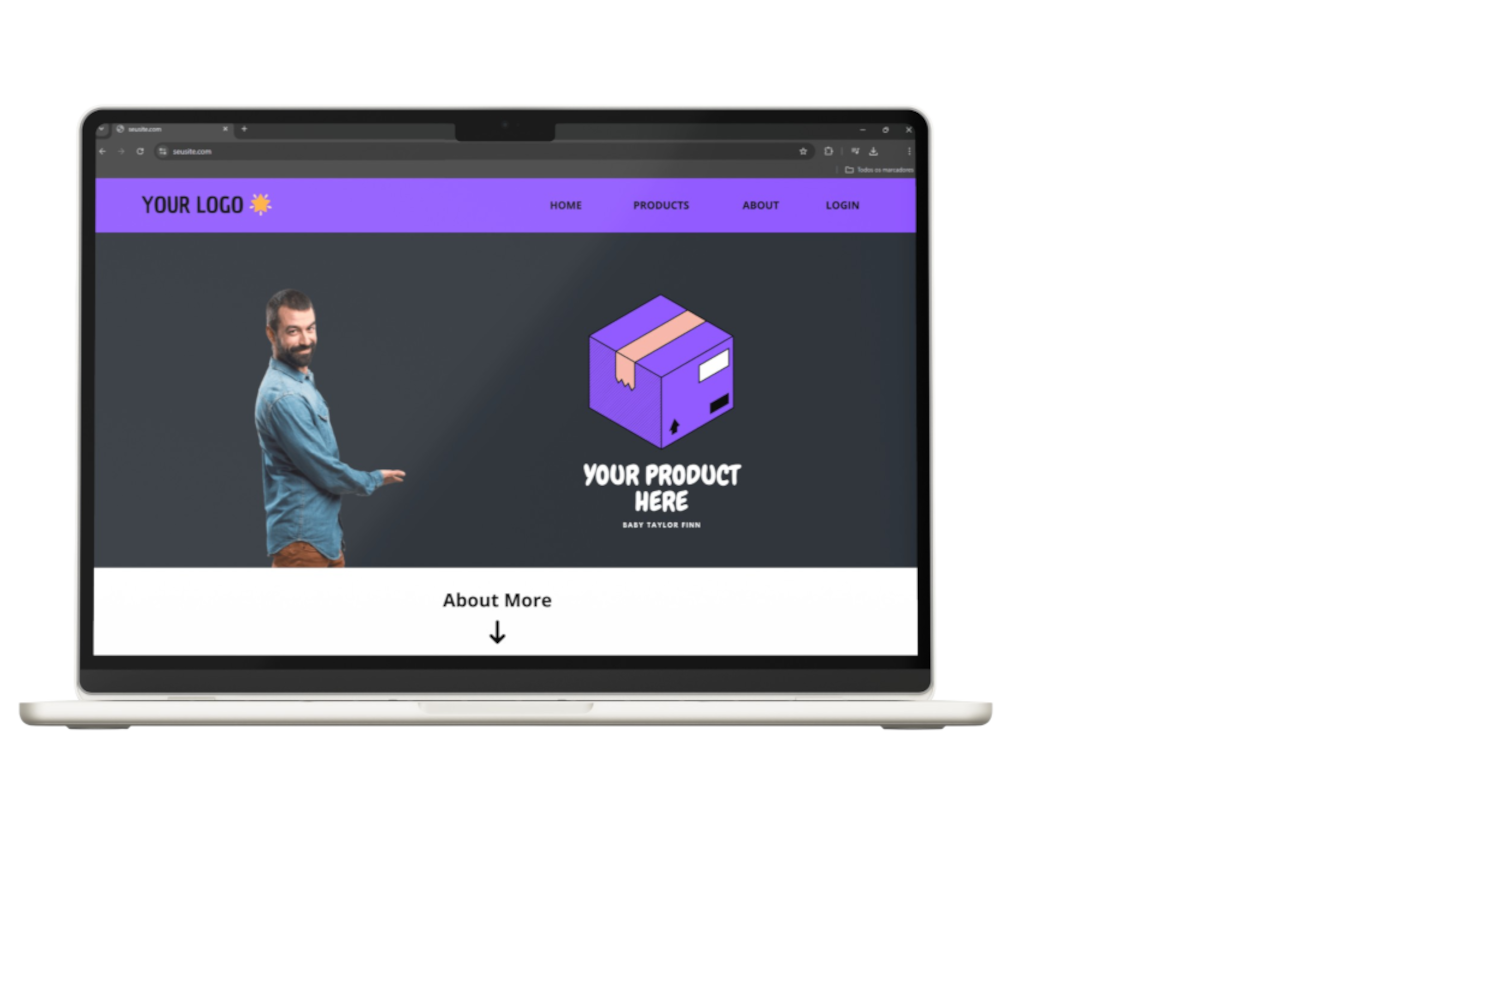 seusite.com
seusite.com
Todos os marcadores
YOUR LOGO
HOME PRODUCTS ABOUT LOGIN
YOUR PRODUCT
HERE
BABY TAYLOR FINN
About More